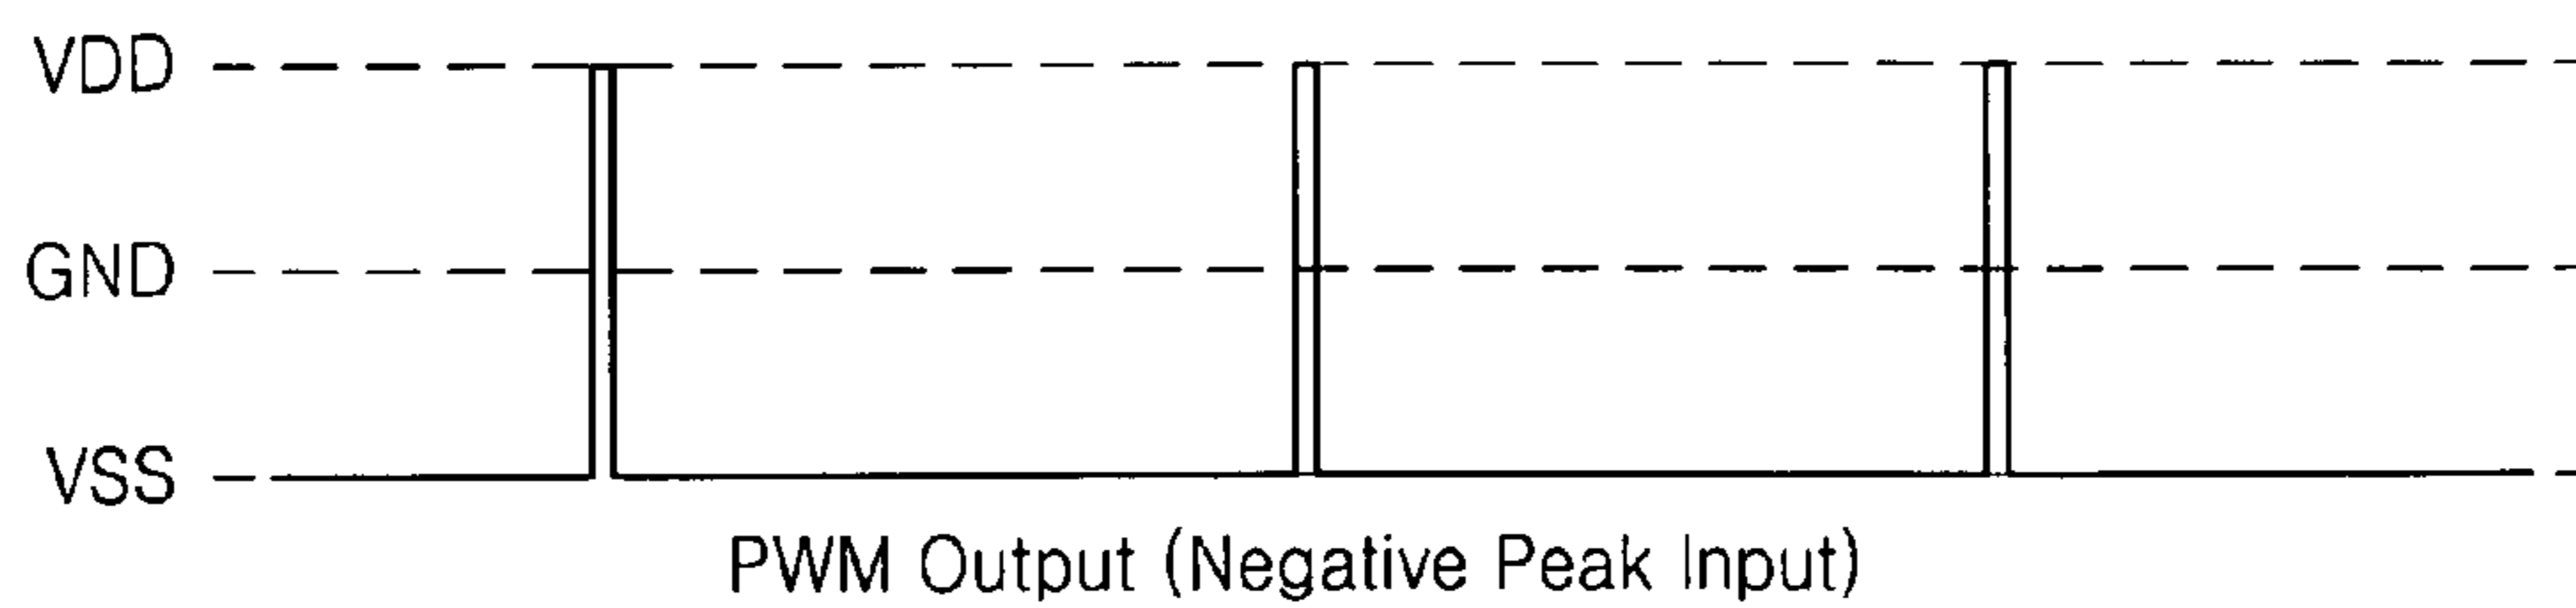 VDD
GND
VSS
PWM Output (Negative Peak Input)